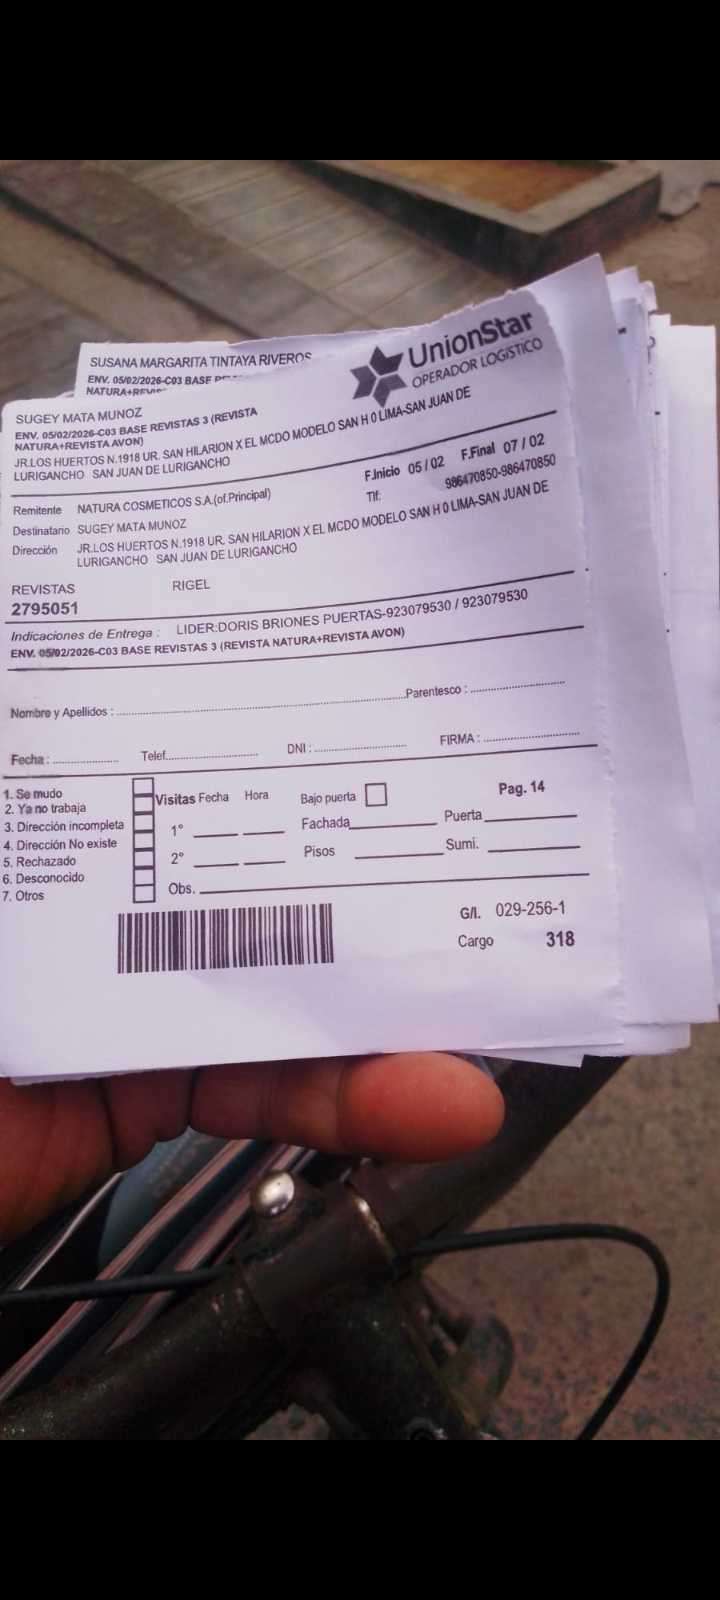 SUSANA MARGARITA TINTAYA RIVEROS
ENV. 05/02/2026-C03 BASE
NATURA+REVIS
UnionStar
OPERADOR LOGíSTICO
SUGEY MATA MUNOZ
ENV. 05/02/2026-C03 BASE REVISTAS 3 (REVISTA
NATURA+REVISTA AVON)
JR.LOS HUERTOS N.1918 UR. SAN HILARION X EL MCDO MODELO SAN H 0 LIMA-SAN JUAN DE
LURIGANCHO SAN JUAN DE LURIGANCHO
F.Inicio 05 / 02 F.Final 07 / 02
Remitente NATURA COSMETICOS S.A.(of.Principal)
Tlf: 986470850-986470850
Destinatario SUGEY MATA MUNOZ
Dirección JR.LOS HUERTOS N.1918 UR. SAN HILARION X EL MCDO MODELO SAN H 0 LIMA-SAN JUAN DE
LURIGANCHO SAN JUAN DE LURIGANCHO
REVISTAS RIGEL
2795051
Indicaciones de Entrega : LIDER:DORIS BRIONES PUERTAS-923079530 / 923079530
ENV. 05/02/2026-C03 BASE REVISTAS 3 (REVISTA NATURA+REVISTA AVON)
Nombre y Apellidos : Parentesco :
Fecha : Telef. DNI : FIRMA :
1. Se mudo
2. Ya no trabaja
3. Dirección incompleta
4. Dirección No existe
5. Rechazado
6. Desconocido
7. Otros
Visitas Fecha Hora Bajo puerta Pag. 14
1° Fachada Puerta
2° Pisos Sumi.
Obs.
G/I. 029-256-1
Cargo 318